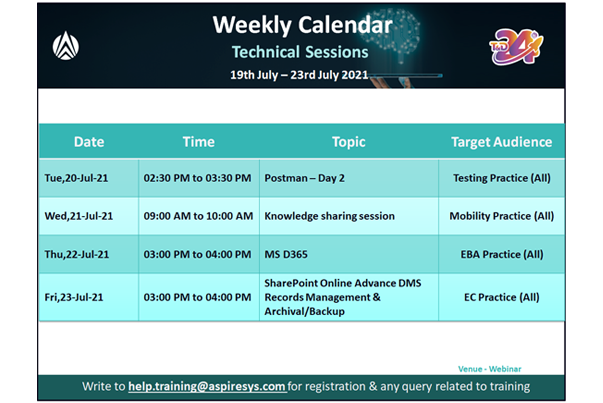 Weekly Calendar
Technical Sessions
19th July – 23rd July 2021
T&D
24
Date Time Topic Target Audience
Tue,20-Jul-21 02:30 PM to 03:30 PM Postman – Day 2 Testing Practice (All)
Wed,21-Jul-21 09:00 AM to 10:00 AM Knowledge sharing session Mobility Practice (All)
Thu,22-Jul-21 03:00 PM to 04:00 PM MS D365 EBA Practice (All)
Fri,23-Jul-21 03:00 PM to 04:00 PM SharePoint Online Advance DMS
Records Management &
Archival/Backup
EC Practice (All)
Venue - Webinar
Write to help.training@aspiresys.com for registration & any query related to training